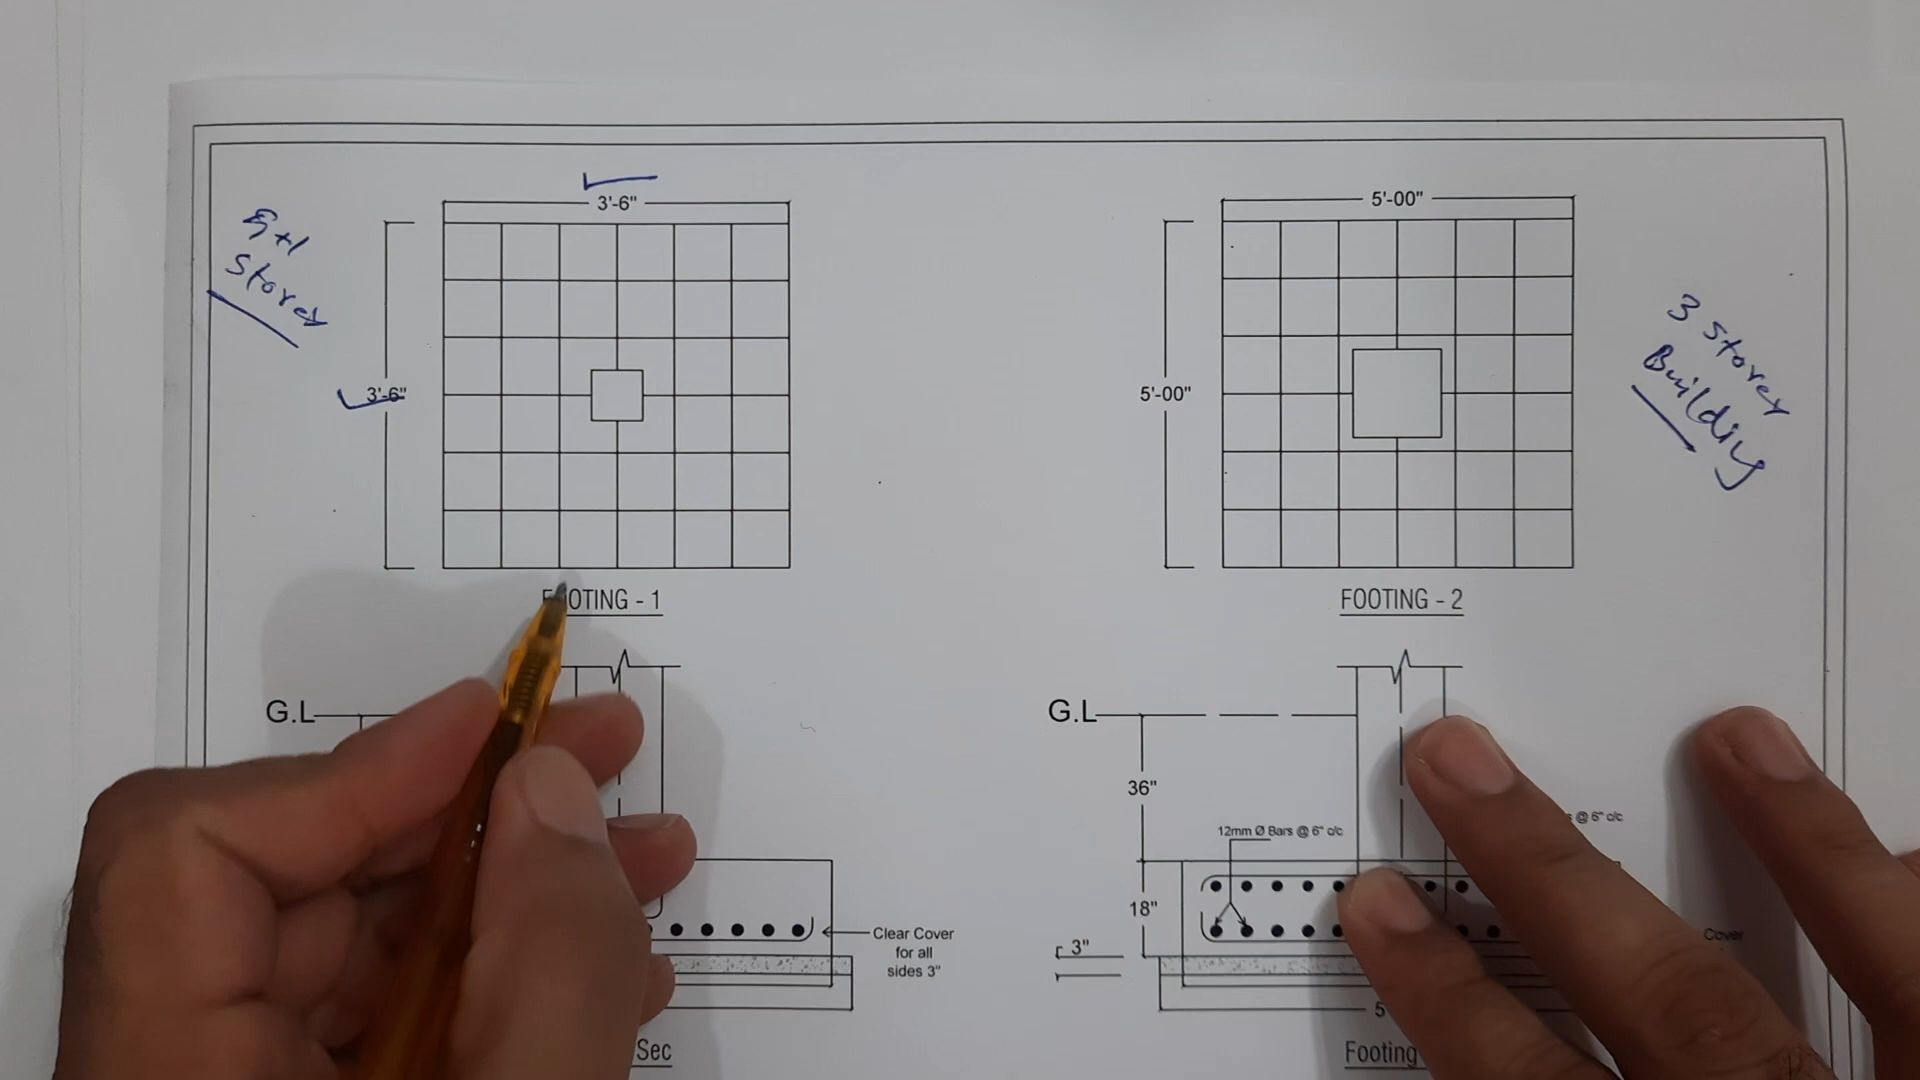 3'-6"
5'-00"
G+1
Storey
3 Storey
Building
3'-6"
5'-00"
FOOTING - 1
FOOTING - 2
G.L
G.L
36"
12mm Ø Bars @ 6" o/c
@ 6" o/c
18"
Clear Cover
for all
sides 3"
Cover
3"
5
Sec
Footing